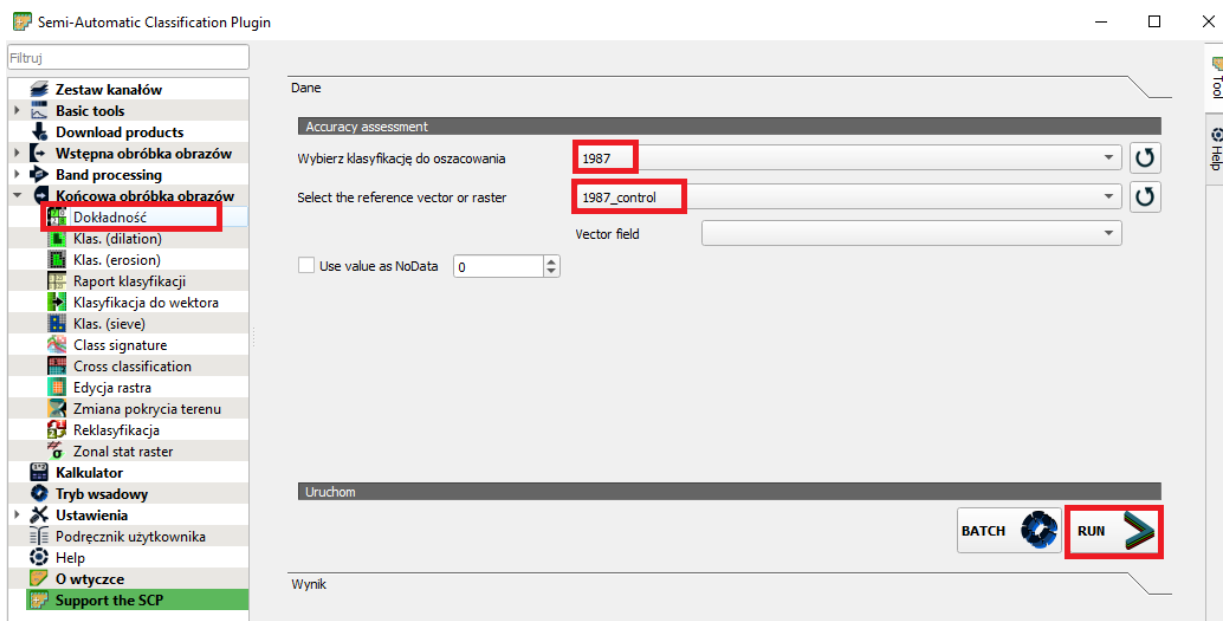 Semi-Automatic Classification Plugin
Filtruj
Zestaw kanałów
Basic tools
Download products
Wstępna obróbka obrazów
Band processing
Końcowa obróbka obrazów
Dokładność
Klas. (dilation)
Klas. (erosion)
Raport klasyfikacji
Klasyfikacja do wektora
Klas. (sieve)
Class signature
Cross classification
Edycja rastra
Zmiana pokrycia terenu
Reklasyfikacja
Zonal stat raster
Kalkulator
Tryb wsadowy
Ustawienia
Podręcznik użytkownika
Help
O wtyczce
Support the SCP
Dane
Accuracy assessment
Wybierz klasyfikację do oszacowania 1987
Select the reference vector or raster 1987_control
Vector field
Use value as NoData 0
Uruchom
BATCH RUN
Wynik
Tool
Help